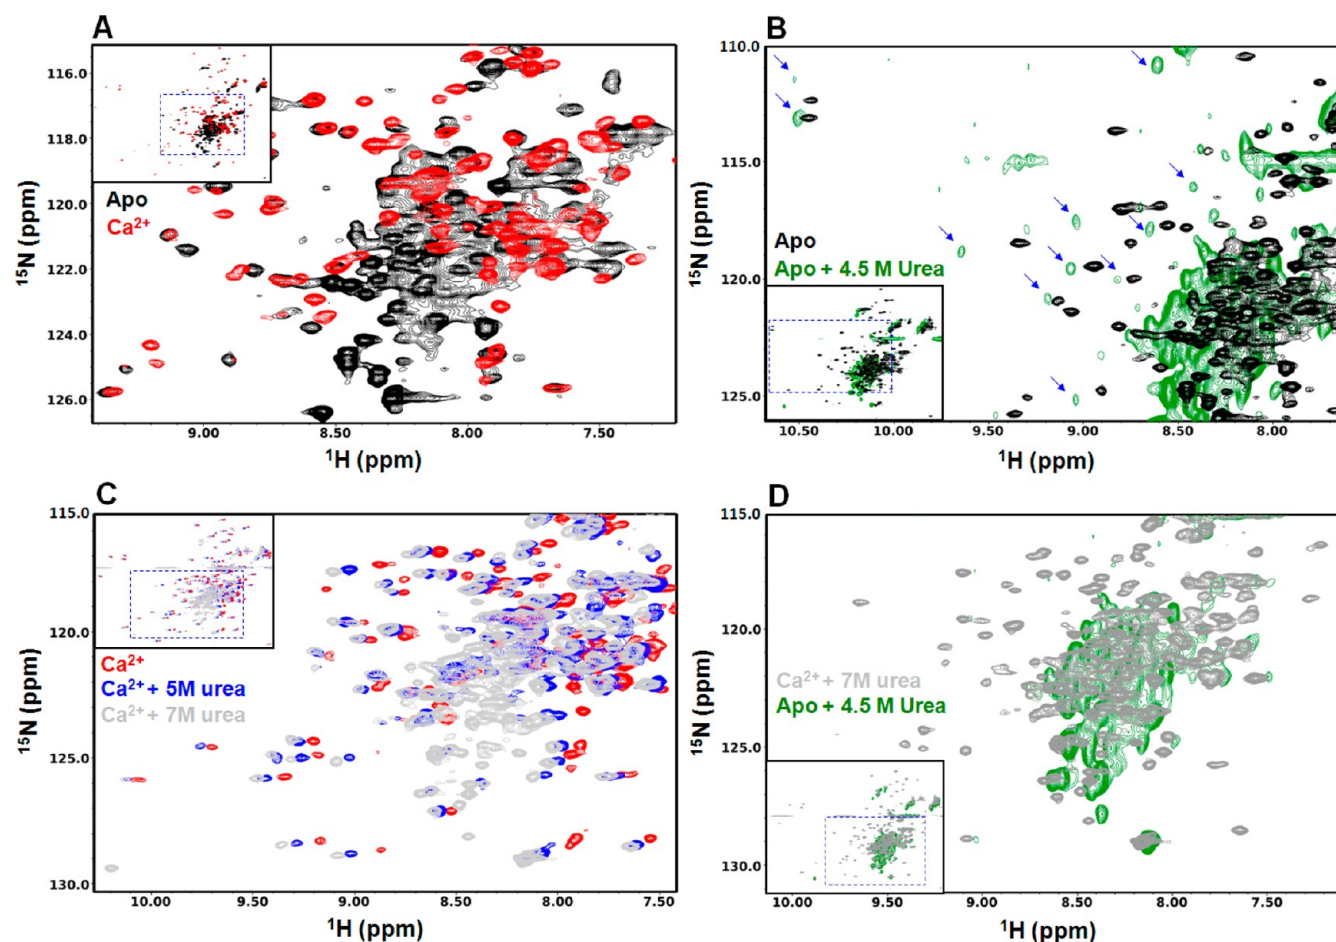 A
116.0
118.0
120.0
122.0
124.0
126.0
¹⁵N (ppm)
Apo
Ca²⁺
9.00
8.50
8.00
7.50
¹H (ppm)
B
110.0
115.0
120.0
125.0
¹⁵N (ppm)
Apo
Apo + 4.5 M Urea
10.50
10.00
9.50
9.00
8.50
8.00
¹H (ppm)
C
115.0
120.0
125.0
130.0
¹⁵N (ppm)
Ca²⁺
Ca²⁺ + 5M urea
Ca²⁺ + 7M urea
10.00
9.50
9.00
8.50
8.00
7.50
¹H (ppm)
D
115.0
120.0
125.0
130.0
¹⁵N (ppm)
Ca²⁺ + 7M urea
Apo + 4.5 M Urea
10.00
9.50
9.00
8.50
8.00
7.50
¹H (ppm)